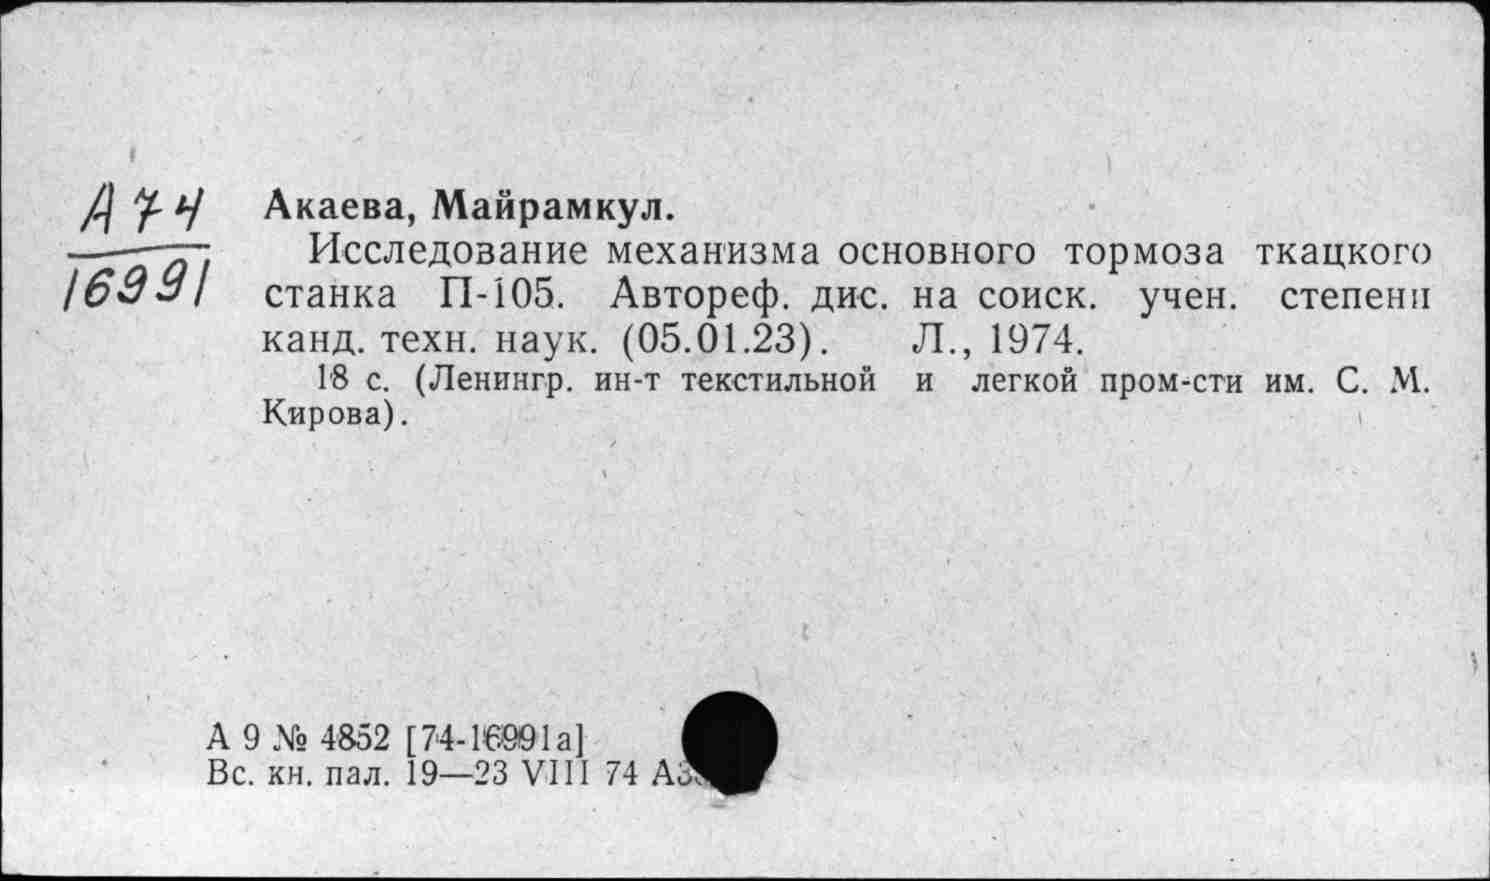 А74
16991
Акаева, Майрамкул.
Исследование механизма основного тормоза ткацкого
станка П-105. Автореф. дис. на соиск. учен. степени
канд. техн. наук. (05.01.23). Л., 1974.
18 с. (Ленингр. ин-т текстильной и легкой пром-сти им. С. М.
Кирова).
А 9 № 4852 [74-16991а]
Вс. кн. пал. 19—23 VIII 74